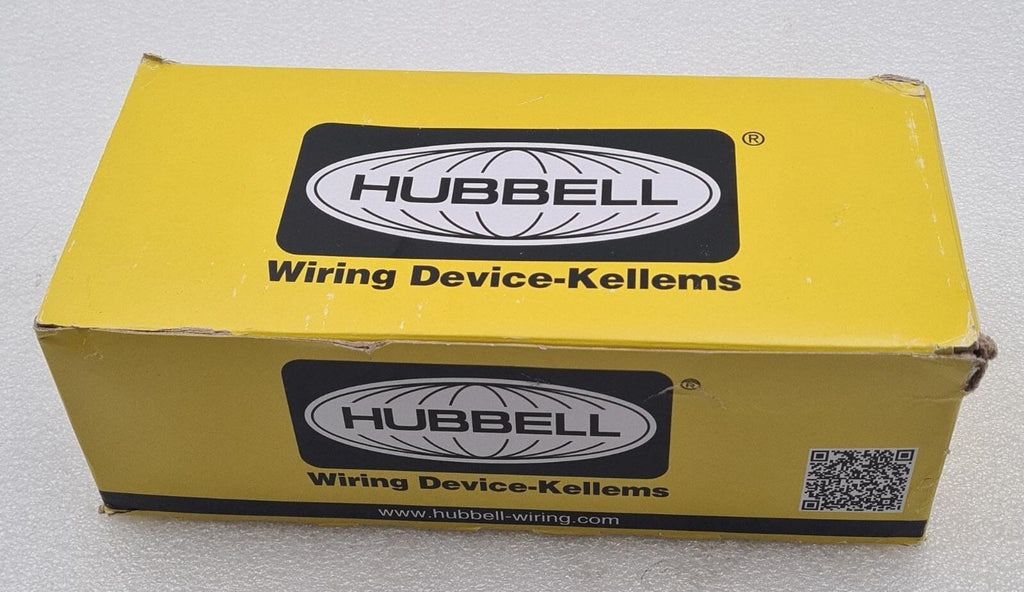 HUBBELL
®
Wiring Device-Kellems
HUBBELL
®
Wiring Device-Kellems
www.hubbell-wiring.com